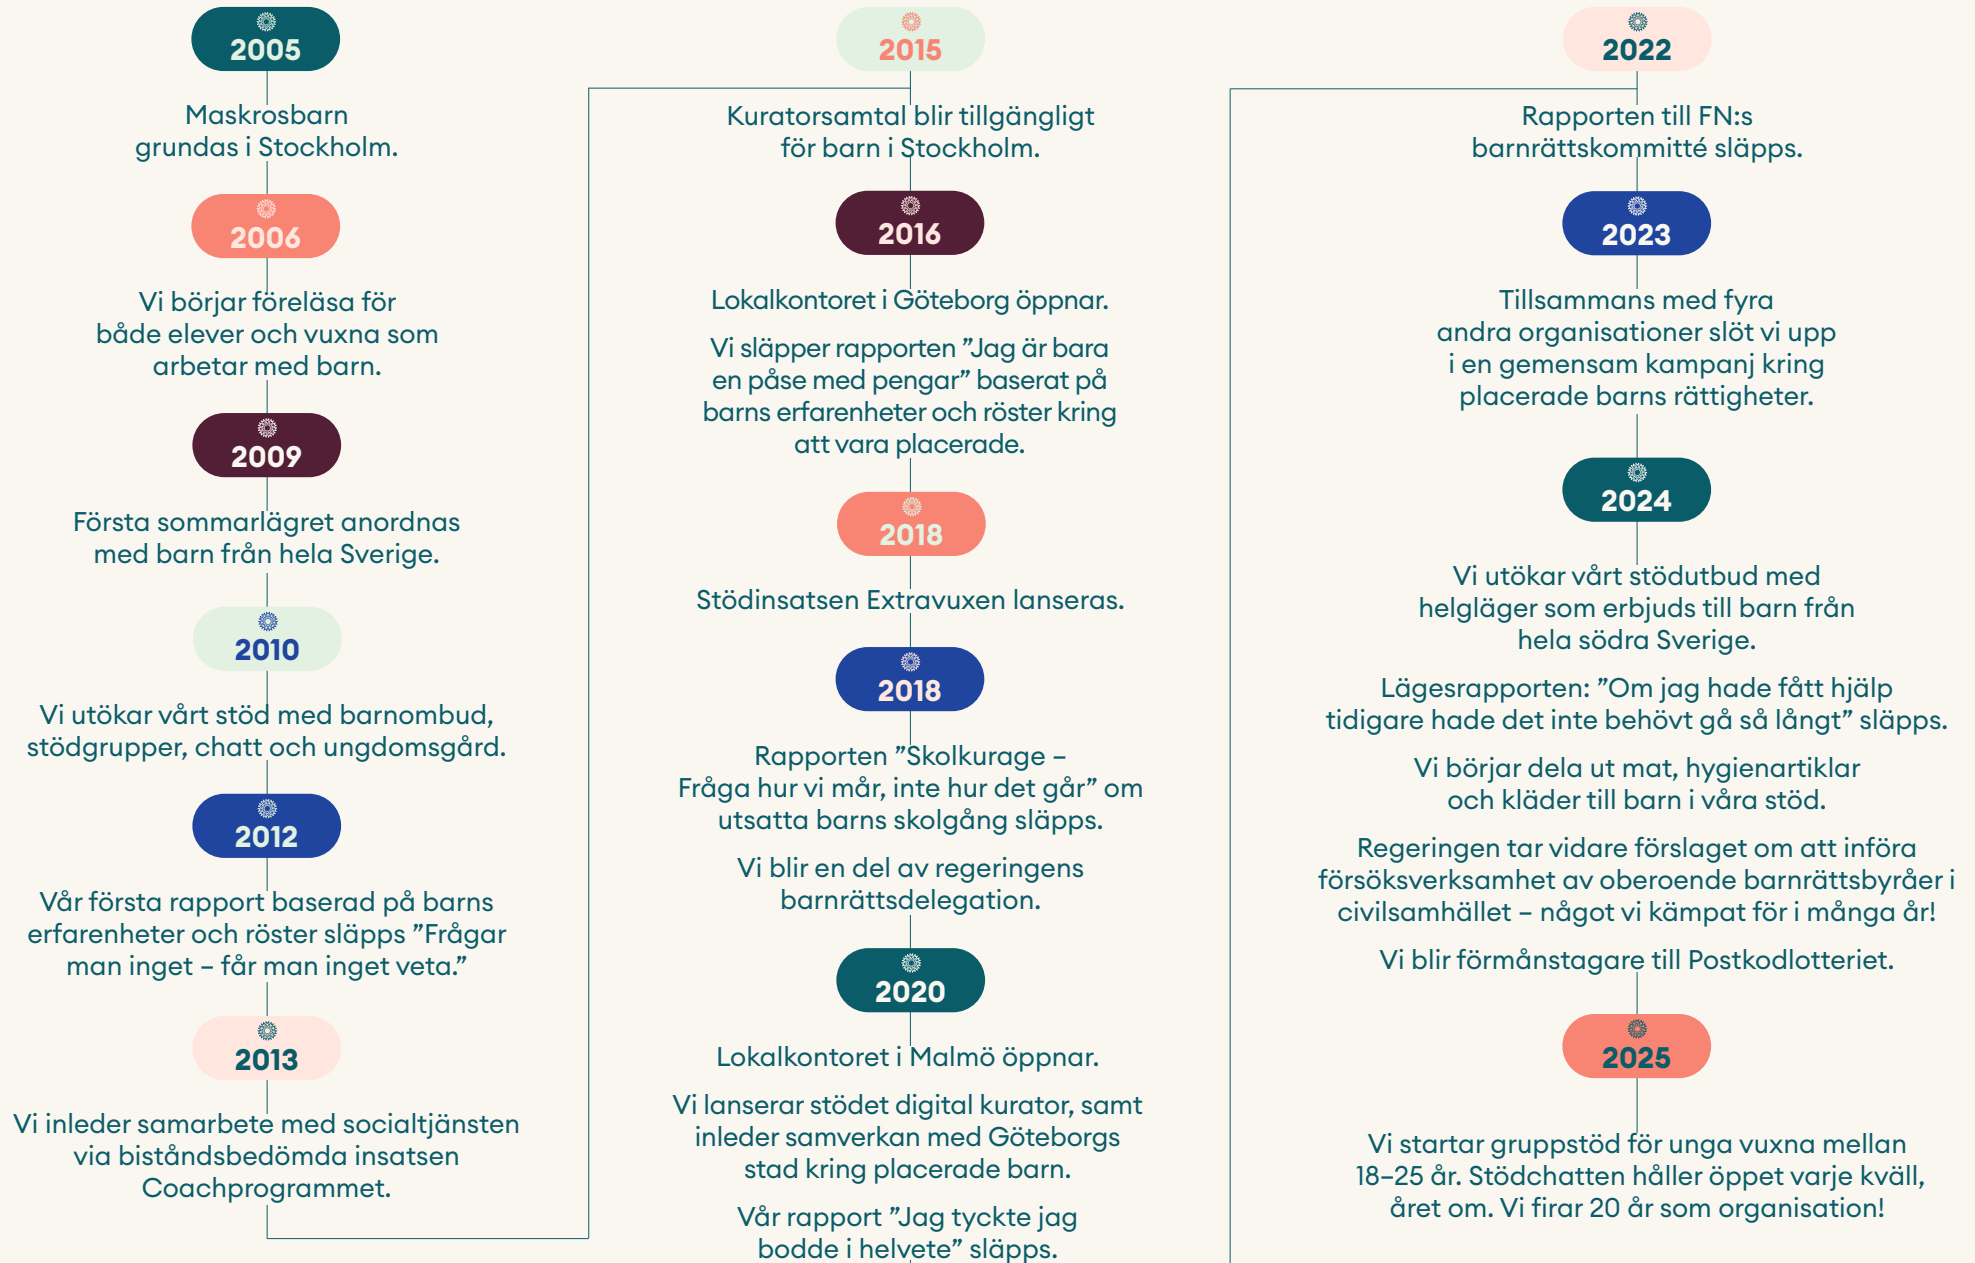 2005
Maskrosbarn
grundas i Stockholm.
2006
Vi börjar föreläsa för
både elever och vuxna som
arbetar med barn.
2009
Första sommarlägret anordnas
med barn från hela Sverige.
2010
Vi utökar vårt stöd med barnombud,
stödgrupper, chatt och ungdomsgård.
2012
Vår första rapport baserad på barns
erfarenheter och röster släpps ”Frågar
man inget – får man inget veta.”
2013
Vi inleder samarbete med socialtjänsten
via biståndsbedömda insatsen
Coachprogrammet.
2015
Kuratorsamtal blir tillgängligt
för barn i Stockholm.
2016
Lokalkontoret i Göteborg öppnar.
Vi släpper rapporten ”Jag är bara
en påse med pengar” baserat på
barns erfarenheter och röster kring
att vara placerade.
2018
Stödinsatsen Extravuxen lanseras.
2018
Rapporten ”Skolkurage –
Fråga hur vi mår, inte hur det går” om
utsatta barns skolgång släpps.
Vi blir en del av regeringens
barnrättsdelegation.
2020
Lokalkontoret i Malmö öppnar.
Vi lanserar stödet digital kurator, samt
inleder samverkan med Göteborgs
stad kring placerade barn.
Vår rapport ”Jag tyckte jag
bodde i helvete” släpps.
2022
Rapporten till FN:s
barnrättskommitté släpps.
2023
Tillsammans med fyra
andra organisationer slöt vi upp
i en gemensam kampanj kring
placerade barns rättigheter.
2024
Vi utökar vårt stödutbud med
helgläger som erbjuds till barn från
hela södra Sverige.
Lägesrapporten: ”Om jag hade fått hjälp
tidigare hade det inte behövt gå så långt” släpps.
Vi börjar dela ut mat, hygienartiklar
och kläder till barn i våra stöd.
Regeringen tar vidare förslaget om att införa
försöksverksamhet av oberoende barnrättsbyråer i
civilsamhället – något vi kämpat för i många år!
Vi blir förmånstagare till Postkodlotteriet.
2025
Vi startar gruppstöd för unga vuxna mellan
18–25 år. Stödchatten håller öppet varje kväll,
året om. Vi firar 20 år som organisation!